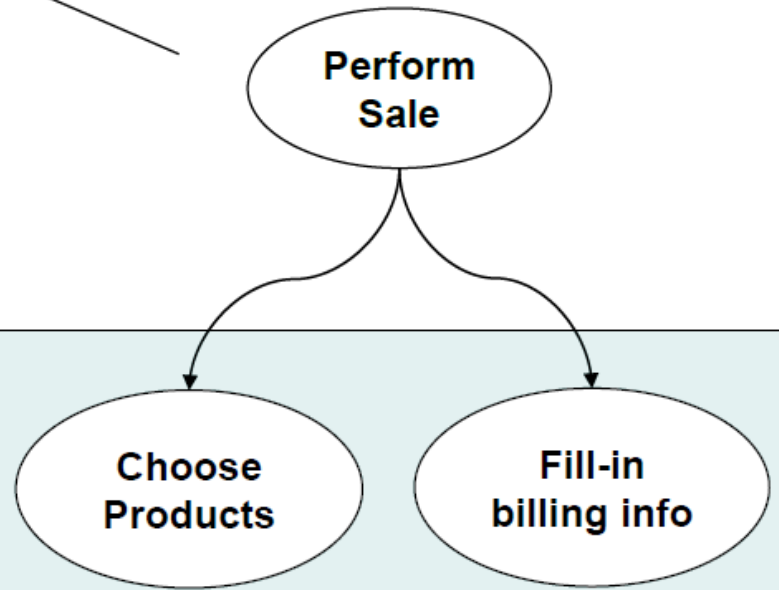 Perform
Sale
Choose
Products
Fill-in
billing info